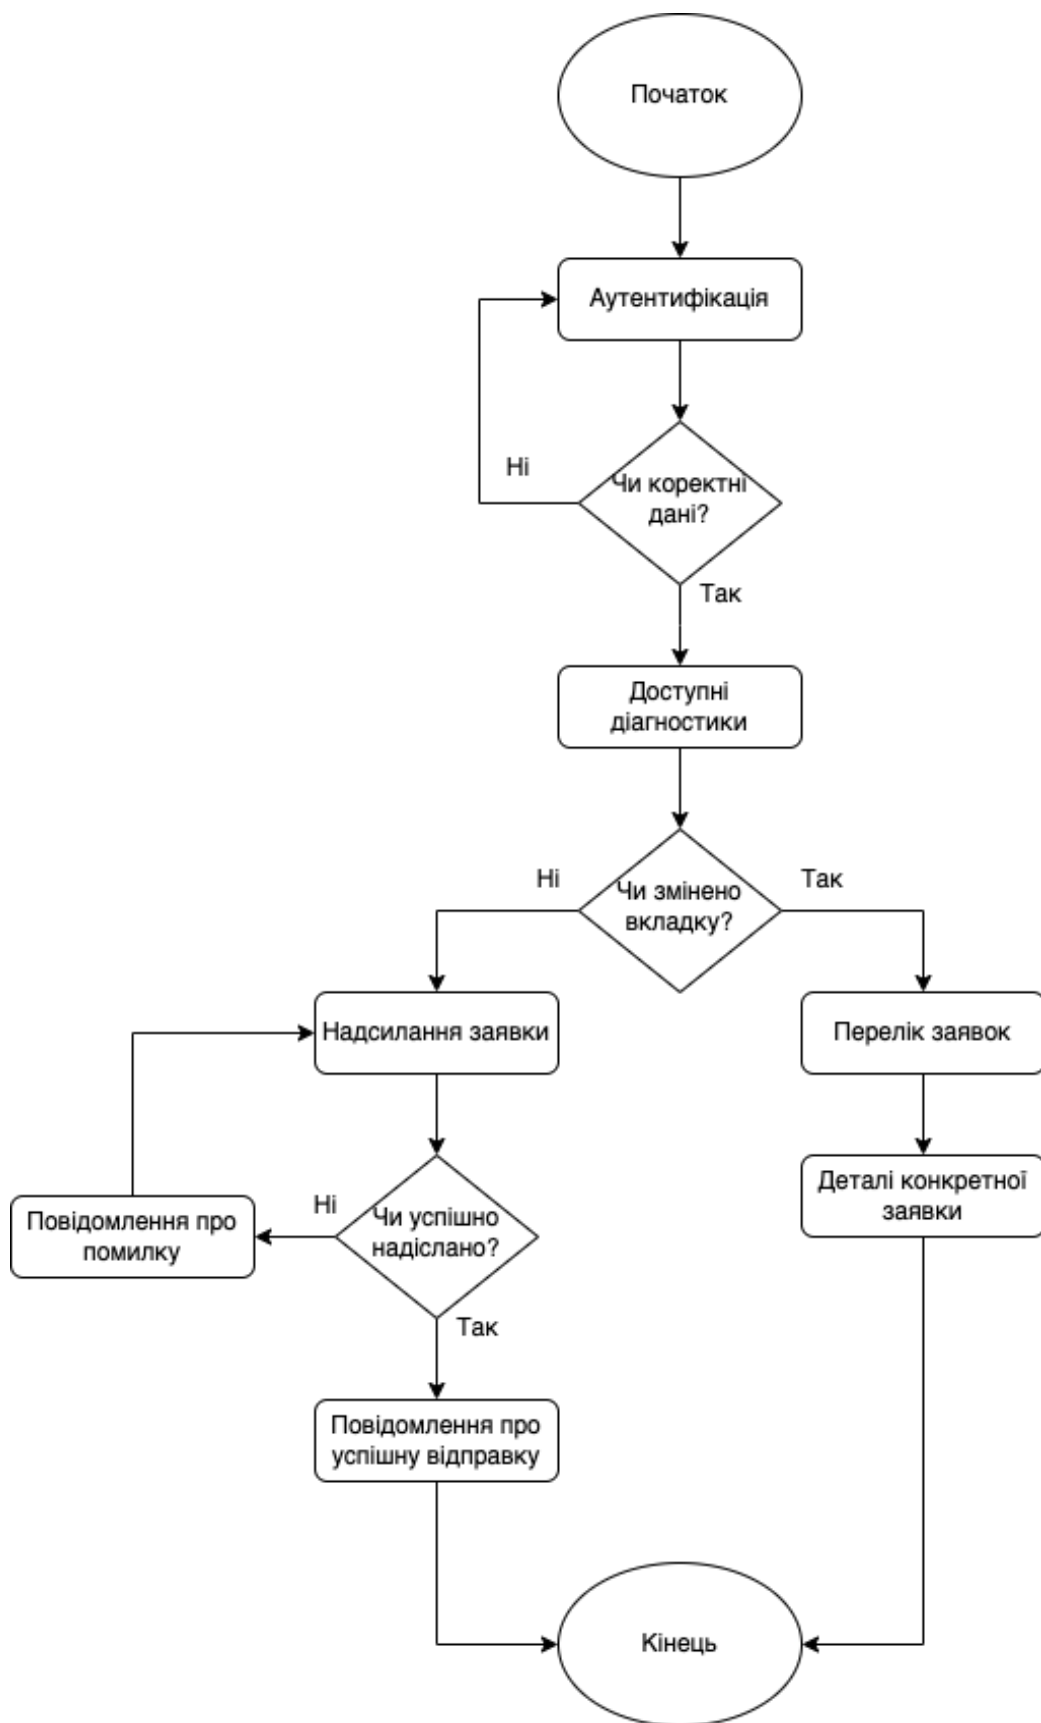 Початок
Аутентифікація
Ні
Чи коректні
дані?
Так
Доступні
діагностики
Ні
Чи змінено
вкладку?
Так
Надсилання заявки
Перелік заявок
Повідомлення про
помилку
Ні
Чи успішно
надіслано?
Так
Деталі конкретної
заявки
Повідомлення про
успішну відправку
Кінець